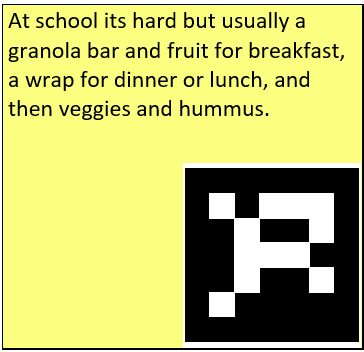 At school its hard but usually a
granola bar and fruit for breakfast,
a wrap for dinner or lunch, and
then veggies and hummus.